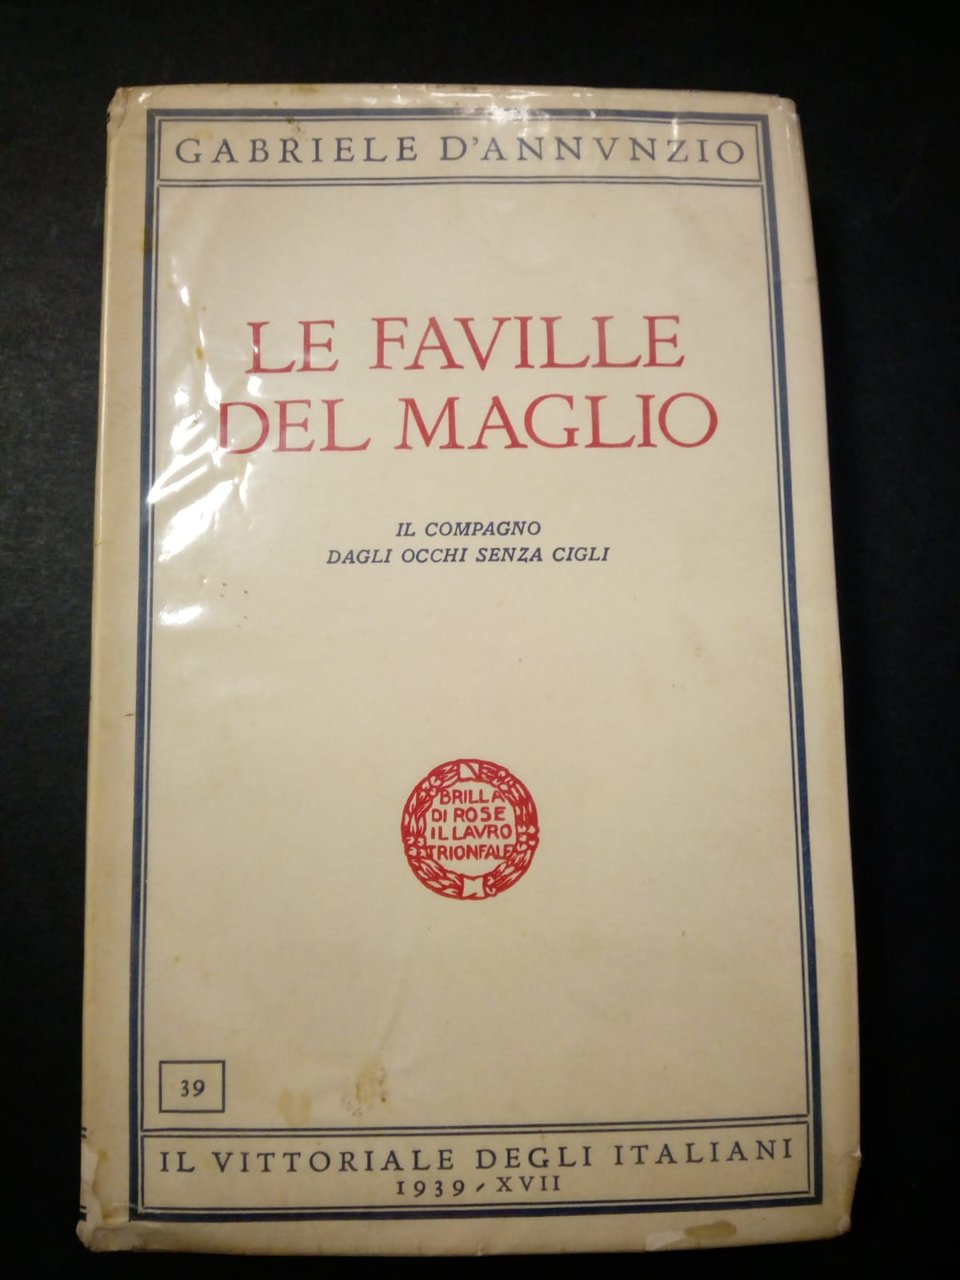 GABRIELE D'ANNVNZIO
LE FAVILLE
DEL MAGLIO
IL COMPAGNO
DAGLI OCCHI SENZA CIGLI
BRILLA
DI ROSE
IL LAVRO
TRIONFALE
39
IL VITTORIALE DEGLI ITALIANI
1939-XVII